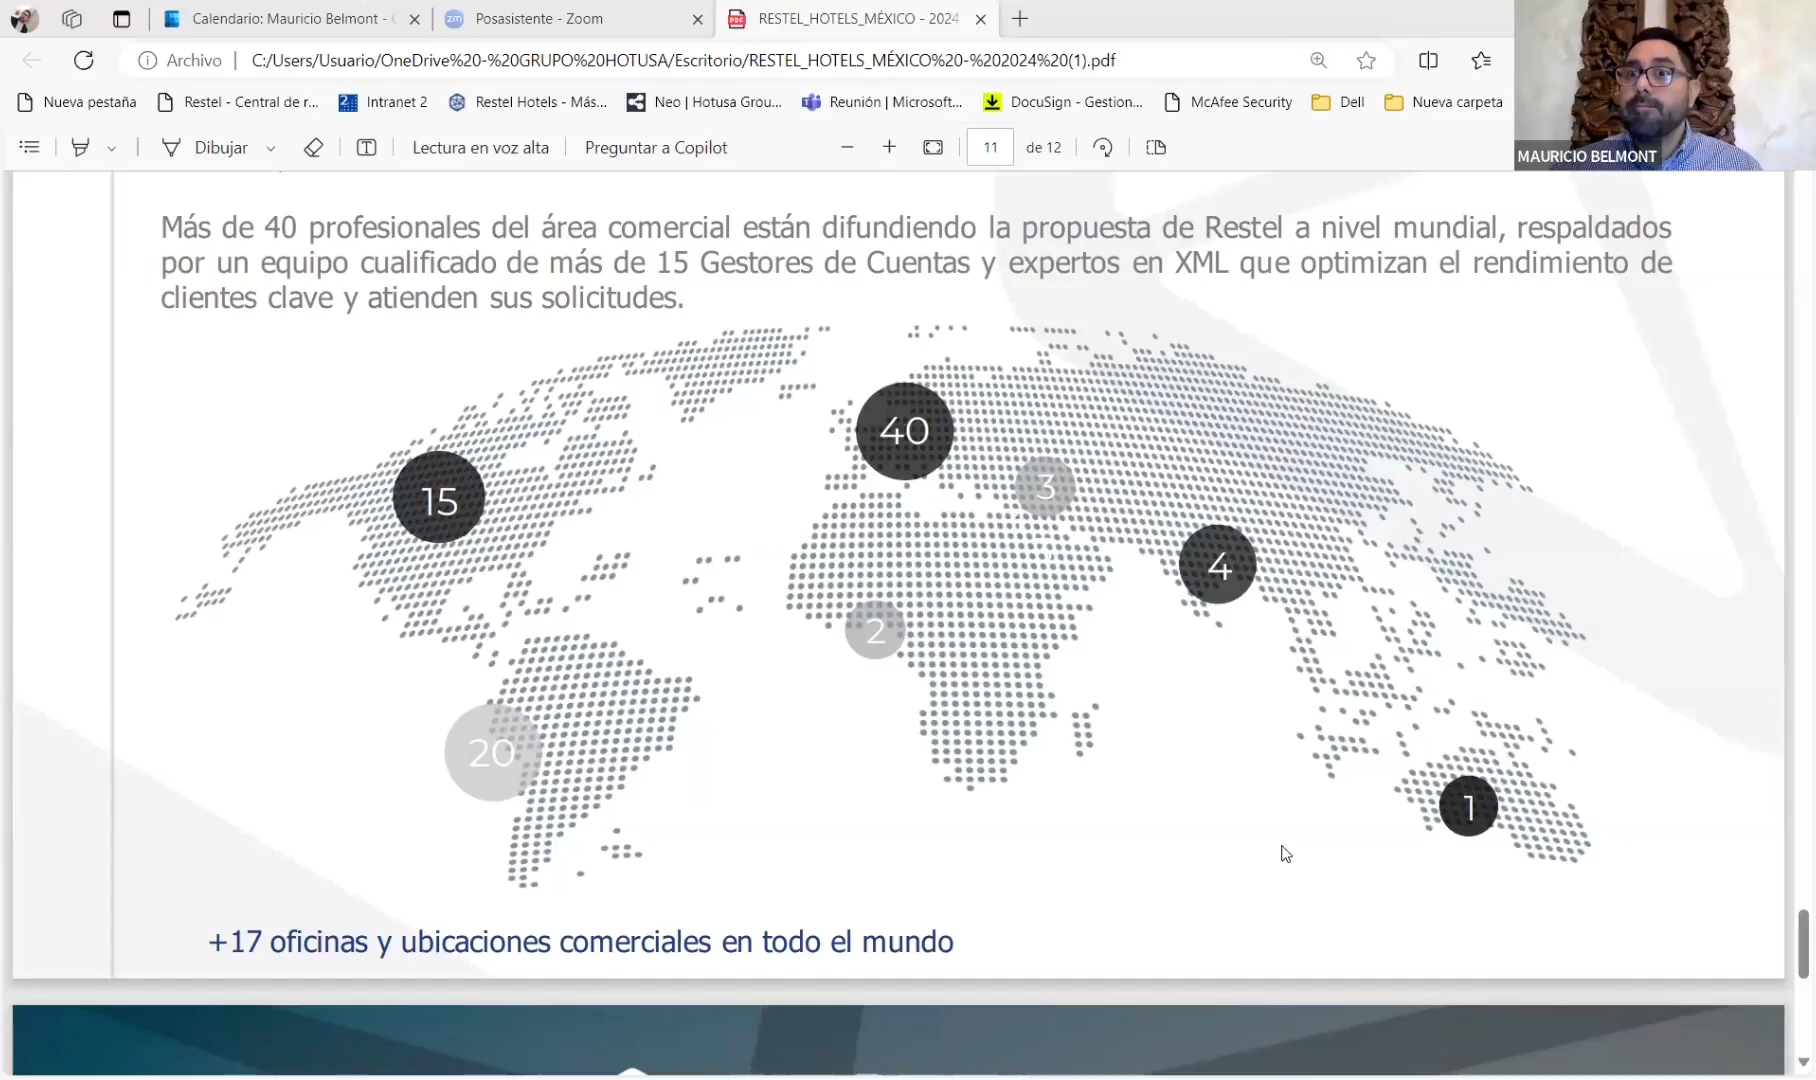 Calendario: Mauricio Belmont -
Posasistente - Zoom
RESTEL_HOTELS_MÉXICO - 2024
Archivo
C:/Users/Usuario/OneDrive%20-%20GRUPO%20HOTUSA/Escritorio/RESTEL_HOTELS_MÉXICO%20-%202024%20(1).pdf
Nueva pestaña
Restel - Central de r...
Intranet 2
Restel Hotels - Más...
Neo | Hotusa Grou...
Reunión | Microsoft...
DocuSign - Gestion...
McAfee Security
Dell
Nueva carpeta
Dibujar
Lectura en voz alta
Preguntar a Copilot
11
de 12
MAURICIO BELMONT
Más de 40 profesionales del área comercial están difundiendo la propuesta de Restel a nivel mundial, respaldados
por un equipo cualificado de más de 15 Gestores de Cuentas y expertos en XML que optimizan el rendimiento de
clientes clave y atienden sus solicitudes.
40
15
3
4
2
20
1
+17 oficinas y ubicaciones comerciales en todo el mundo